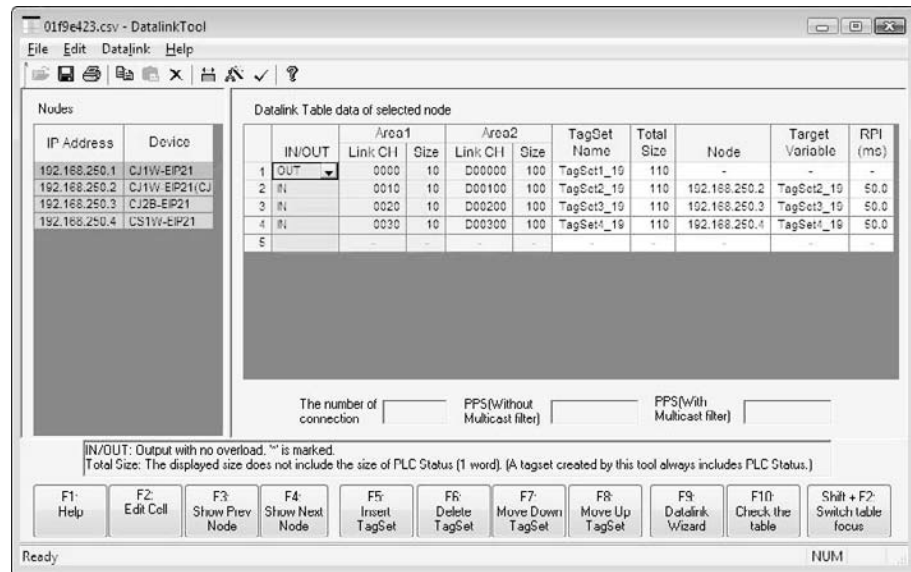 01f9e423.csv - DatalinkTool
File Edit Datalink Help
Nodes
IP Address Device
192.168.250.1 CJ1W-EIP21
192.168.250.2 CJ1W-EIP21(CJ
192.168.250.3 CJ2B-EIP21
192.168.250.4 CS1W-EIP21
Datalink Table data of selected node
Area1 Area2 TagSet Total Target RPI
IN/OUT Link CH Size Link CH Size Name Size Node Variable (ms)
1 OUT 0000 10 D00000 100 TagSet1_19 110 - - -
2 IN 0010 10 D00100 100 TagSet2_19 110 192.168.250.2 TagSet2_19 50.0
3 IN 0020 10 D00200 100 TagSet3_19 110 192.168.250.3 TagSet3_19 50.0
4 IN 0030 10 D00300 100 TagSet4_19 110 192.168.250.4 TagSet4_19 50.0
5 - - - - - - - - -
The number of connection
PPS(Without Multicast filter)
PPS(With Multicast filter)
IN/OUT: Output with no overload. '*' is marked.
Total Size: The displayed size does not include the size of PLC Status (1 word). (A tagset created by this tool always includes PLC Status.)
F1: Help
F2: Edit Cell
F3: Show Prev Node
F4: Show Next Node
F5: Insert TagSet
F6: Delete TagSet
F7: Move Down TagSet
F8: Move Up TagSet
F9: Datalink Wizard
F10: Check the table
Shift + F2: Switch table focus
Ready NUM